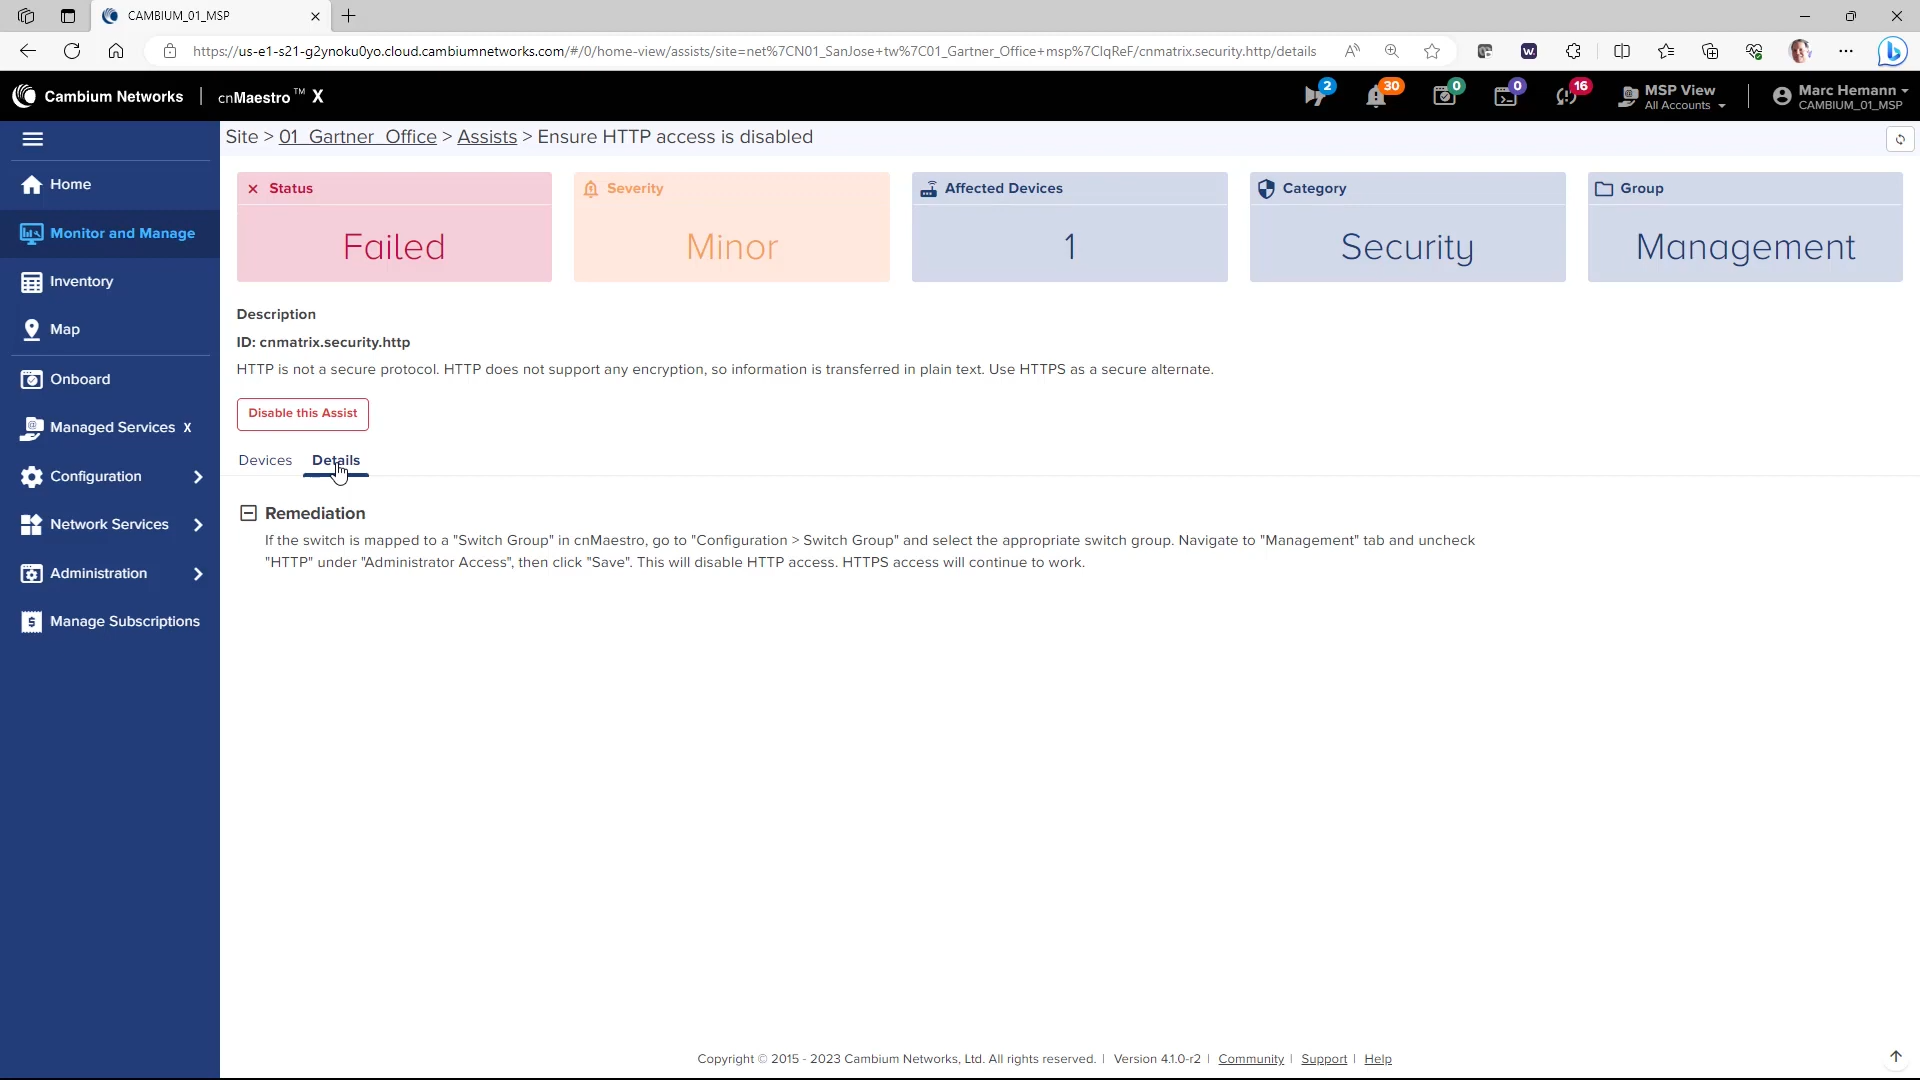 CAMBIUM_01_MSP
https://us-e1-s21-g2ynoku0yo.cloud.cambiumnetworks.com/#/0/home-view/assists/site=net%7CN01_SanJose+tw%7C01_Gartner_Office+msp%7CIqReF/cnmatrix.security.http/details
Cambium Networks | cnMaestro™ X
2
30
0
0
16
MSP View
All Accounts
Marc Hemann
CAMBIUM_01_MSP
Site > 01_Gartner_Office > Assists > Ensure HTTP access is disabled
Home
Monitor and Manage
Inventory
Map
Onboard
Managed Services X
Configuration
Network Services
Administration
Manage Subscriptions
Status
Failed
Severity
Minor
Affected Devices
1
Category
Security
Group
Management
Description
ID: cnmatrix.security.http
HTTP is not a secure protocol. HTTP does not support any encryption, so information is transferred in plain text. Use HTTPS as a secure alternate.
Disable this Assist
Devices Details
Remediation
If the switch is mapped to a "Switch Group" in cnMaestro, go to "Configuration > Switch Group" and select the appropriate switch group. Navigate to "Management" tab and uncheck
"HTTP" under "Administrator Access", then click "Save". This will disable HTTP access. HTTPS access will continue to work.
Copyright © 2015 - 2023 Cambium Networks, Ltd. All rights reserved. | Version 4.1.0-r2 | Community | Support | Help